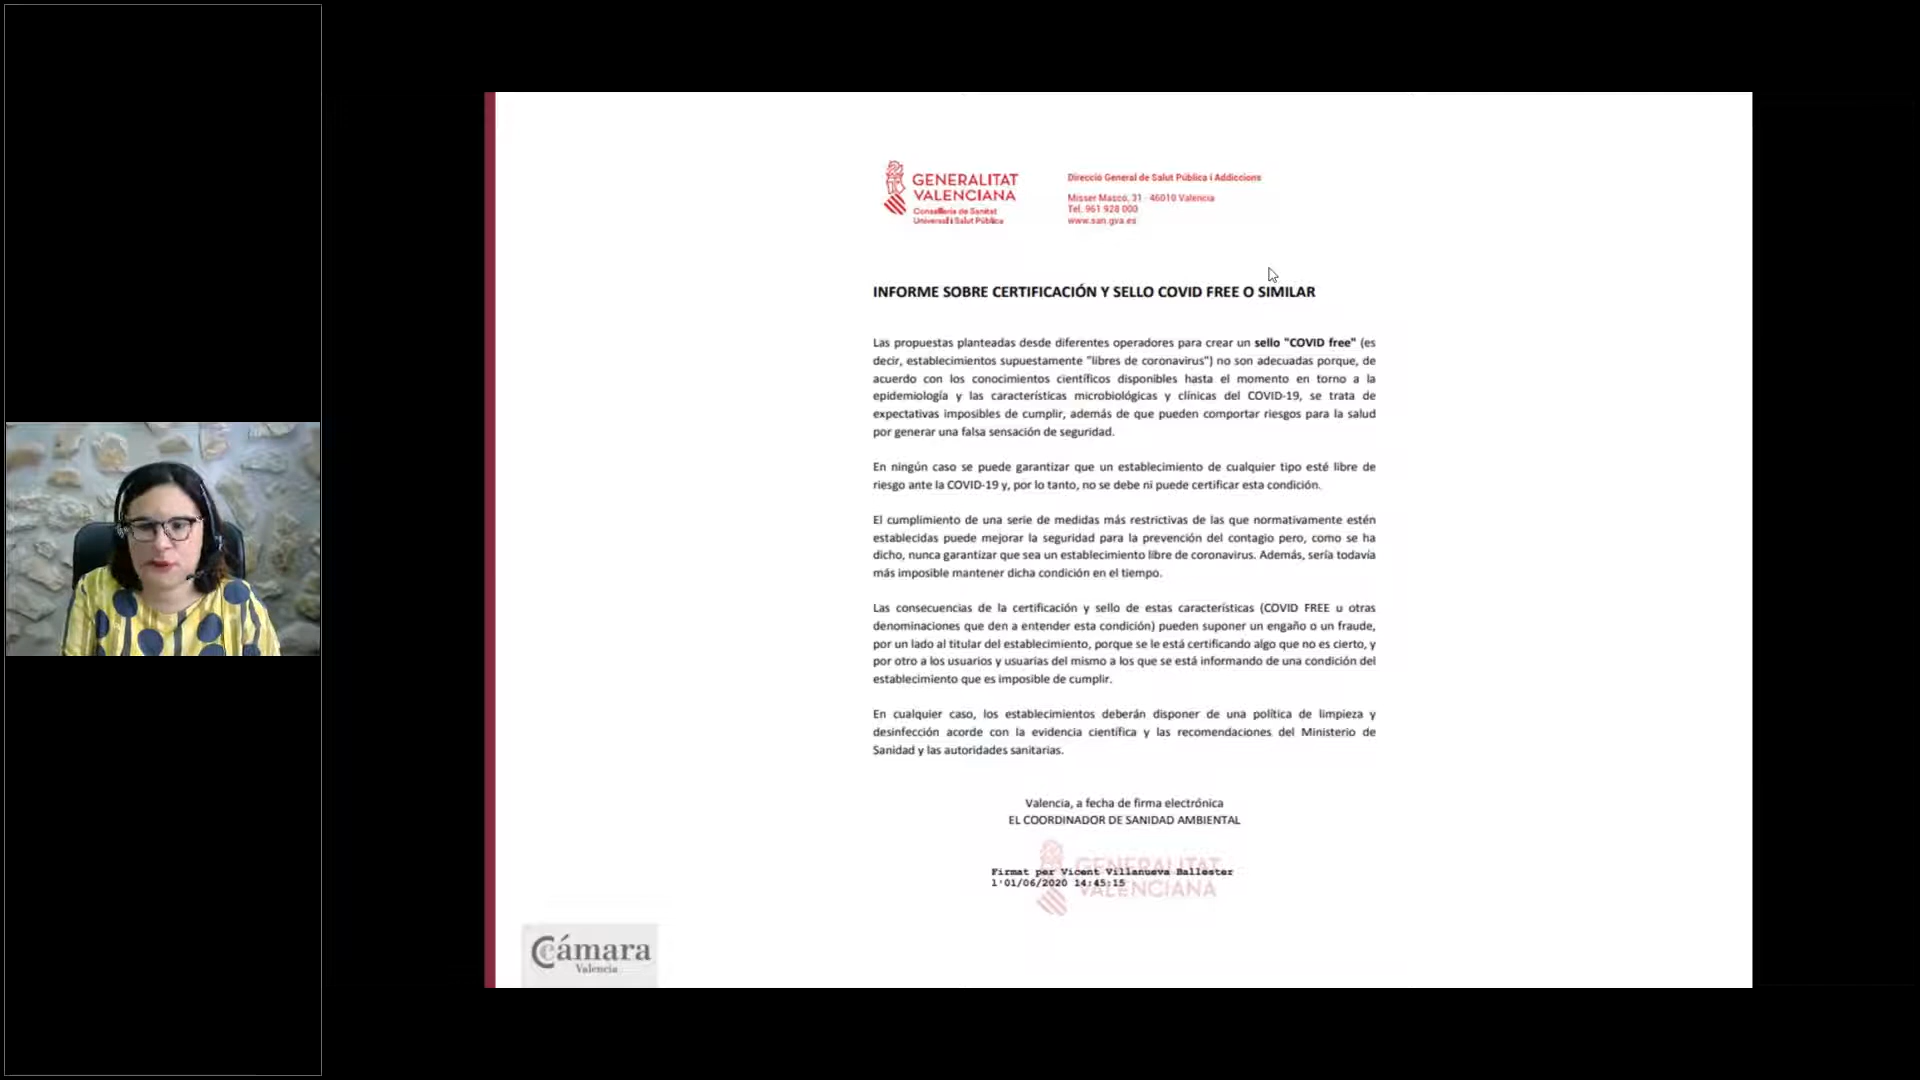 GENERALITAT
VALENCIANA
Conselleria de Sanitat
Universal i Salut Pública
Direcció General de Salut Pública i Addiccions
Misser Mascó, 31 · 46010 Valencia
Tel. 961 928 000
www.san.gva.es
INFORME SOBRE CERTIFICACIÓN Y SELLO COVID FREE O SIMILAR
Las propuestas planteadas desde diferentes operadores para crear un sello "COVID free" (es
decir, establecimientos supuestamente "libres de coronavirus") no son adecuadas porque, de
acuerdo con los conocimientos científicos disponibles hasta el momento en torno a la
epidemiología y las características microbiológicas y clínicas del COVID-19, se trata de
expectativas imposibles de cumplir, además de que pueden comportar riesgos para la salud
por generar una falsa sensación de seguridad.
En ningún caso se puede garantizar que un establecimiento de cualquier tipo esté libre de
riesgo ante la COVID-19 y, por lo tanto, no se debe ni puede certificar esta condición.
El cumplimiento de una serie de medidas más restrictivas de las que normativamente estén
establecidas puede mejorar la seguridad para la prevención del contagio pero, como se ha
dicho, nunca garantizar que sea un establecimiento libre de coronavirus. Además, sería todavía
más imposible mantener dicha condición en el tiempo.
Las consecuencias de la certificación y sello de estas características (COVID FREE u otras
denominaciones que den a entender esta condición) pueden suponer un engaño o un fraude,
por un lado al titular del establecimiento, porque se le está certificando algo que no es cierto, y
por otro a los usuarios y usuarias del mismo a los que se está informando de una condición del
establecimiento que es imposible de cumplir.
En cualquier caso, los establecimientos deberán disponer de una política de limpieza y
desinfección acorde con la evidencia científica y las recomendaciones del Ministerio de
Sanidad y las autoridades sanitarias.
Valencia, a fecha de firma electrónica
EL COORDINADOR DE SANIDAD AMBIENTAL
GENERALITAT
VALENCIANA
Firmat per Vicent Villanueva Ballester
l'01/06/2020 14:45:15
Cámara
Valencia